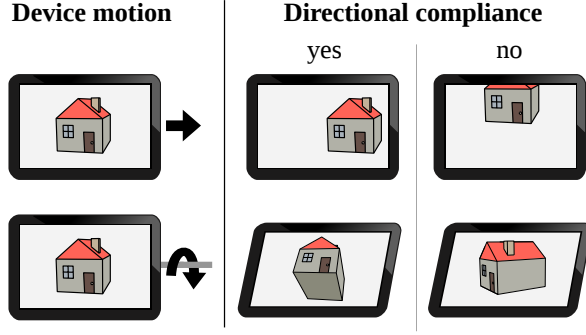 Device motion
Directional compliance
yes
no